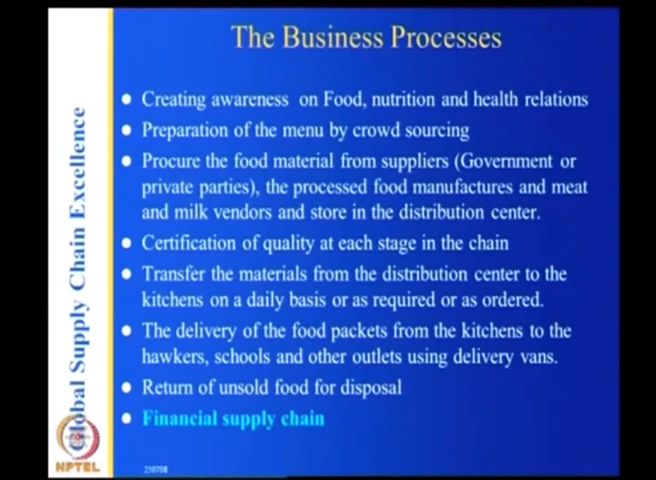 The Business Processes
Creating awareness on Food, nutrition and health relations
Preparation of the menu by crowd sourcing
Procure the food material from suppliers (Government or
private parties), the processed food manufactures and meat
and milk vendors and store in the distribution center.
Certification of quality at each stage in the chain
Transfer the materials from the distribution center to the
kitchens on a daily basis or as required or as ordered.
The delivery of the food packets from the kitchens to the
hawkers, schools and other outlets using delivery vans.
Return of unsold food for disposal
Financial supply chain
Global Supply Chain Excellence
NPTEL
250708